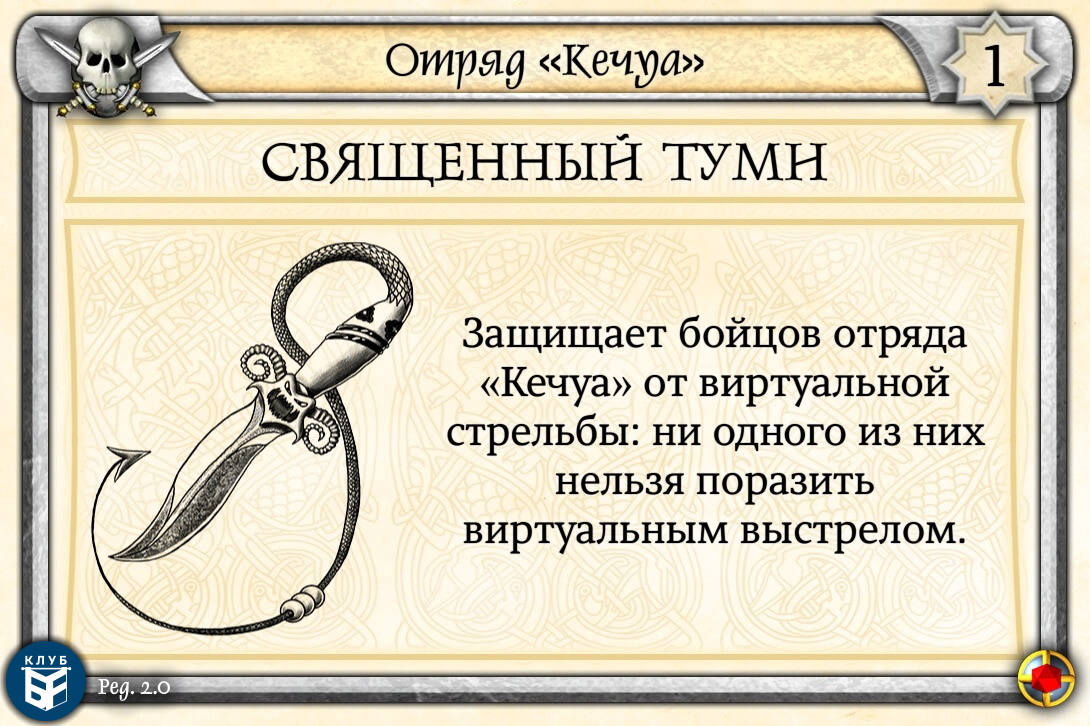 Отряд «Кечуа»
1
СВЯЩЕННЫЙ ТУМИ
Защищает бойцов отряда
«Кечуа» от виртуальной
стрельбы: ни одного из них
нельзя поразить
виртуальным выстрелом.
КЛУБ
Ред. 2.0